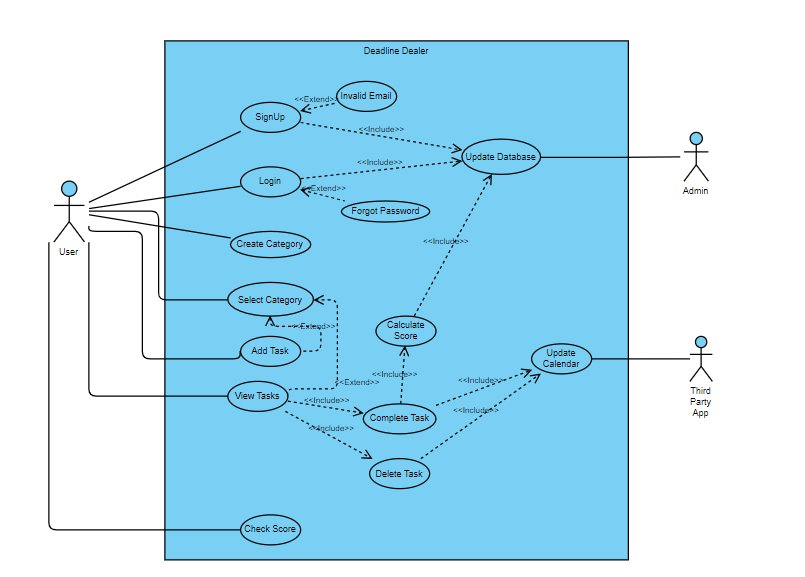 Deadline Dealer
Invalid Email
<<Extend>>
SignUp
<<Include>>
Update Database
<<Include>>
Login
<<Extend>>
Admin
Forgot Password
User
Create Category
<<Include>>
Select Category
Calculate
Score
<<Extend>>
Add Task
Update
Calendar
<<Include>>
<<Extend>>
<<Include>>
Third
Party
App
View Tasks
<<Include>>
<<Include>>
Complete Task
<<Include>>
Delete Task
Check Score